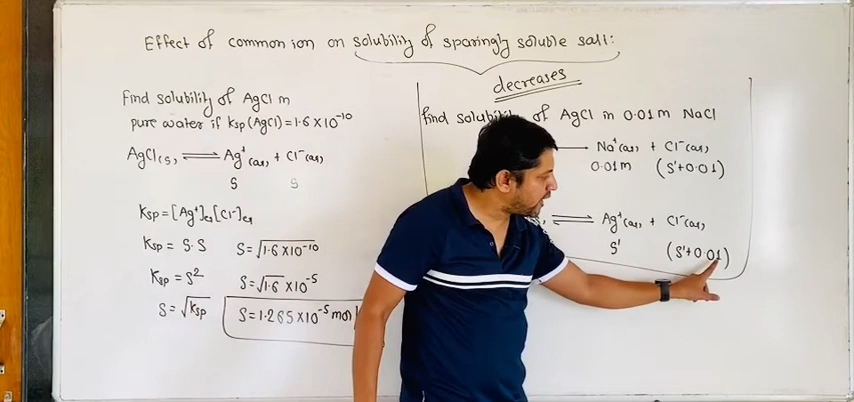 Effect of common ion on solubility of sparingly soluble salt:
decreases
Find solubility of AgCl in
pure water if Ksp(AgCl)=1.6×10⁻¹⁰
AgCl(s) ⇌ Ag⁺(aq) + Cl⁻(aq)
S S
Ksp=[Ag⁺]eq[Cl⁻]eq
Ksp = S·S S=√1.6×10⁻¹⁰
Ksp = S² S=√1.6 ×10⁻⁵
S=√Ksp S=1.265×10⁻⁵ mol
find solubility of AgCl in 0.01M NaCl
→ Na⁺(aq) + Cl⁻(aq)
0.01M (S'+0.01)
⇌ Ag⁺(aq) + Cl⁻(aq)
S' (S'+0.01)